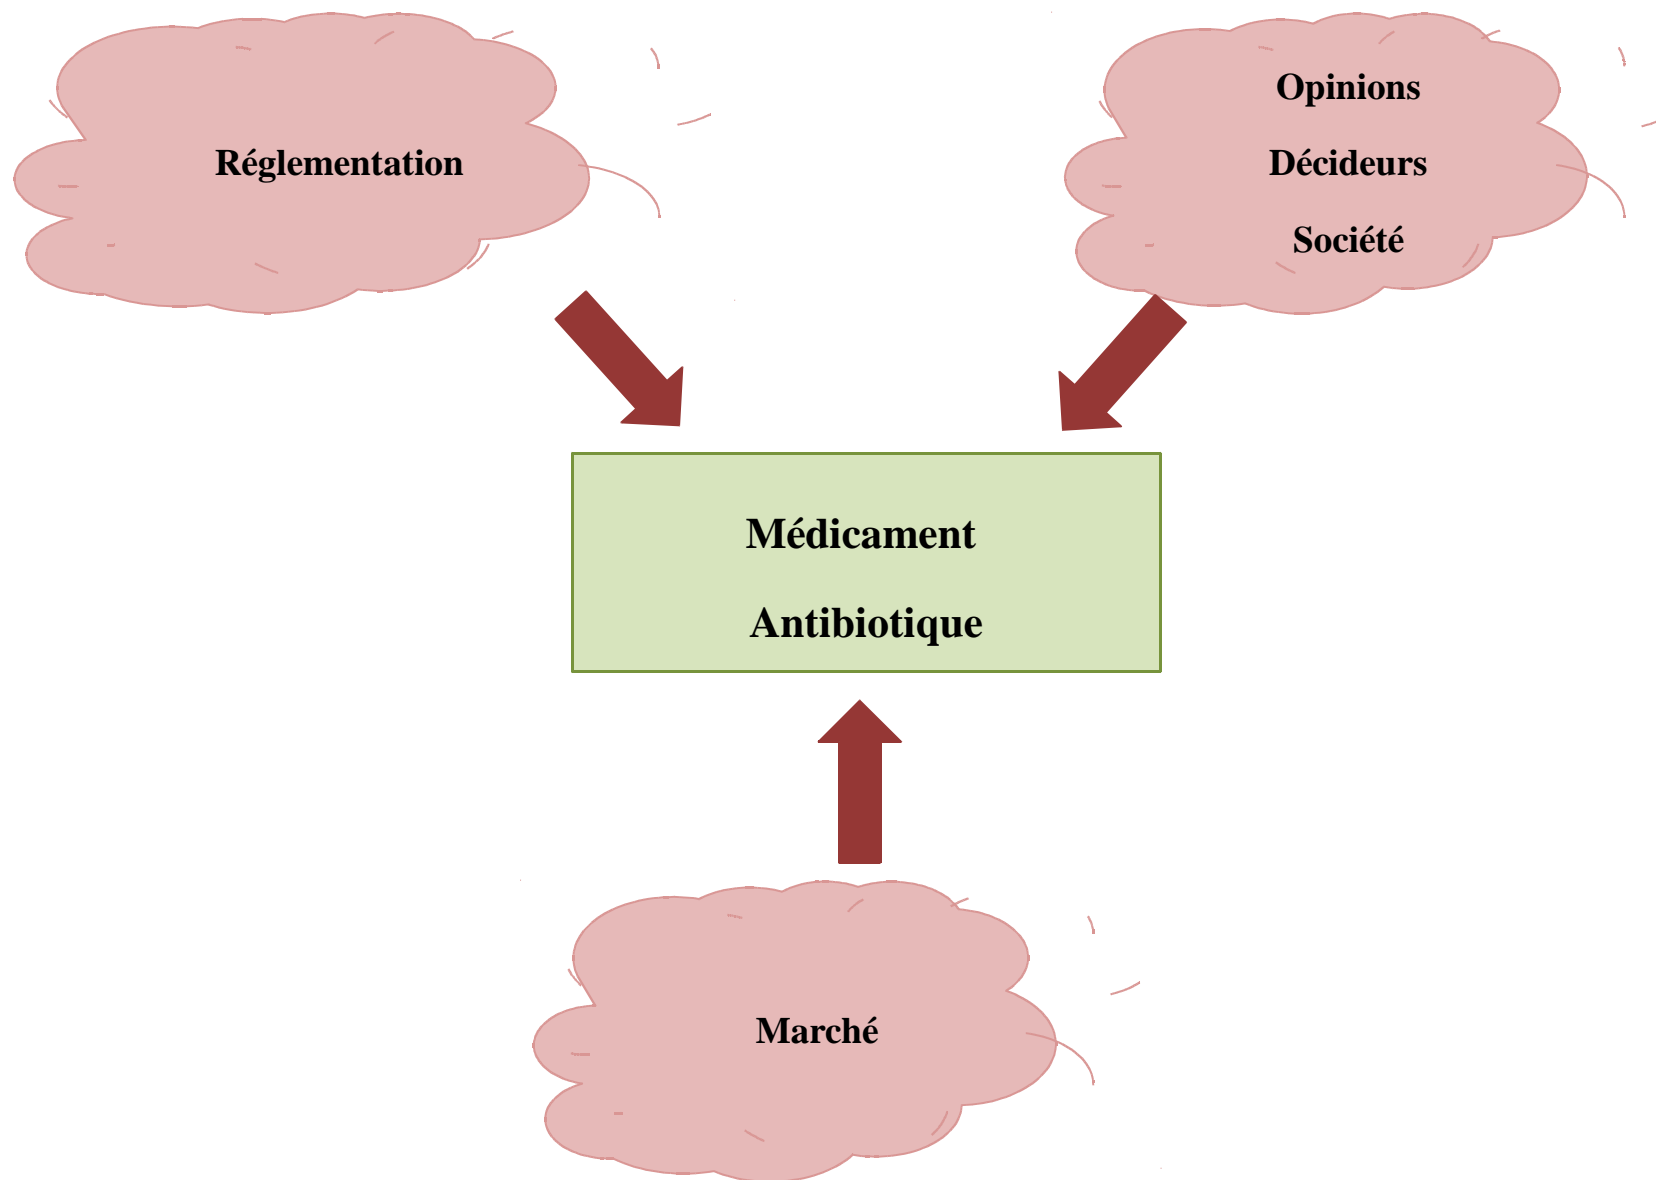 Réglementation
Opinions
Décideurs
Société
Médicament
Antibiotique
Marché